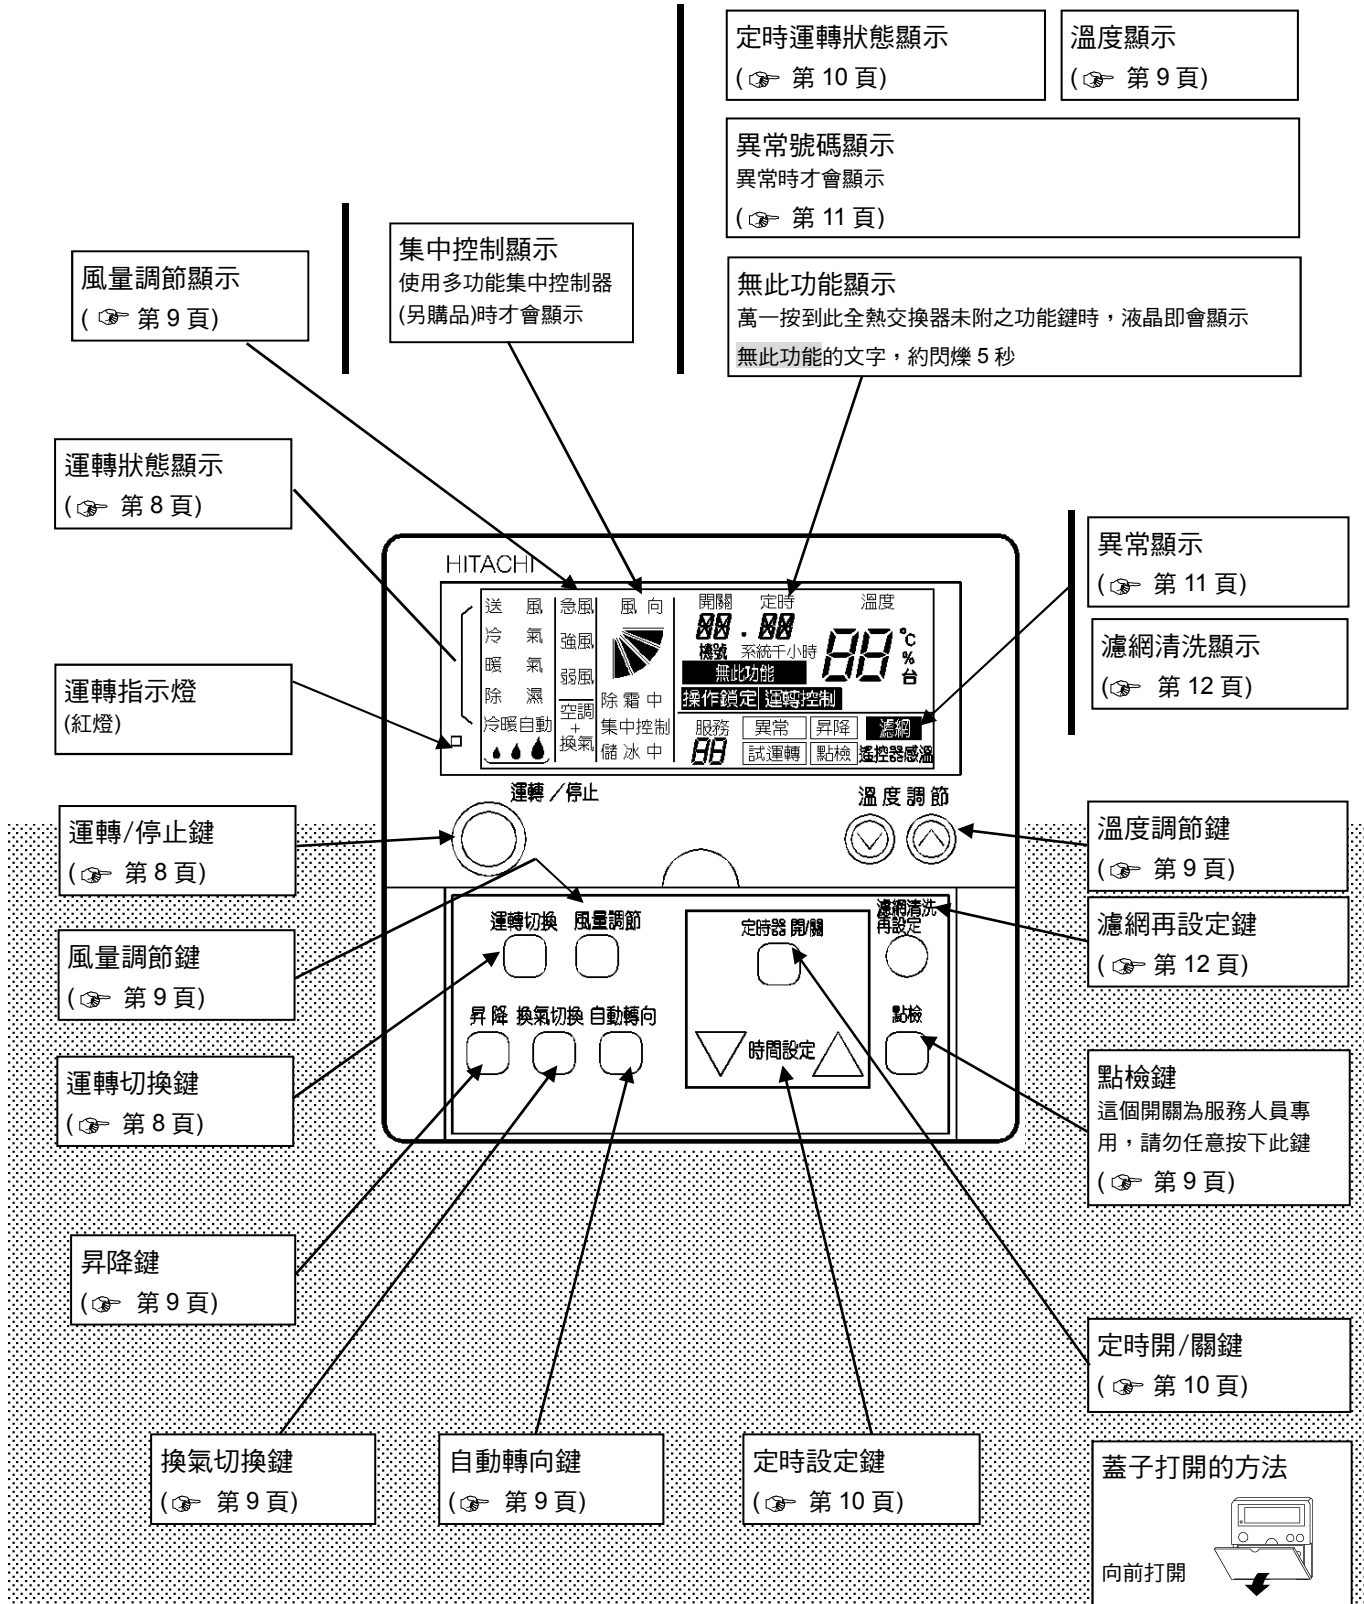 定時運轉狀態顯示
(☞ 第 10 頁)
溫度顯示
(☞ 第 9 頁)
異常號碼顯示
異常時才會顯示
(☞ 第 11 頁)
集中控制顯示
使用多功能集中控制器
(另購品)時才會顯示
風量調節顯示
(☞ 第 9 頁)
無此功能顯示
萬一按到此全熱交換器未附之功能鍵時，液晶即會顯示
無此功能的文字，約閃爍 5 秒
運轉狀態顯示
(☞ 第 8 頁)
異常顯示
(☞ 第 11 頁)
濾網清洗顯示
(☞ 第 12 頁)
運轉指示燈
(紅燈)
HITACHI
送 風
冷 氣
暖 氣
除 濕
冷暖自動
急風
強風
弱風
空調
+
換氣
風 向
除 霜 中
集中控制
儲 冰 中
開關 定時 溫度
88 . 88
88
℃
%
台
機號 系統千小時
無此功能
操作鎖定 運轉控制
服務 異常 昇降 濾網
88 試運轉 點檢 遙控器感溫
運轉 ／停止
溫 度 調 節
運轉/停止鍵
(☞ 第 8 頁)
溫度調節鍵
(☞ 第 9 頁)
運轉切換 風量調節
定時器 開/關
濾網清洗
再設定
風量調節鍵
(☞ 第 9 頁)
濾網再設定鍵
(☞ 第 12 頁)
昇 降 換氣切換 自動轉向
時間設定
點檢
運轉切換鍵
(☞ 第 8 頁)
點檢鍵
這個開關為服務人員專
用，請勿任意按下此鍵
(☞ 第 9 頁)
昇降鍵
(☞ 第 9 頁)
定時開/關鍵
(☞ 第 10 頁)
換氣切換鍵
(☞ 第 9 頁)
自動轉向鍵
(☞ 第 9 頁)
定時設定鍵
(☞ 第 10 頁)
蓋子打開的方法
向前打開